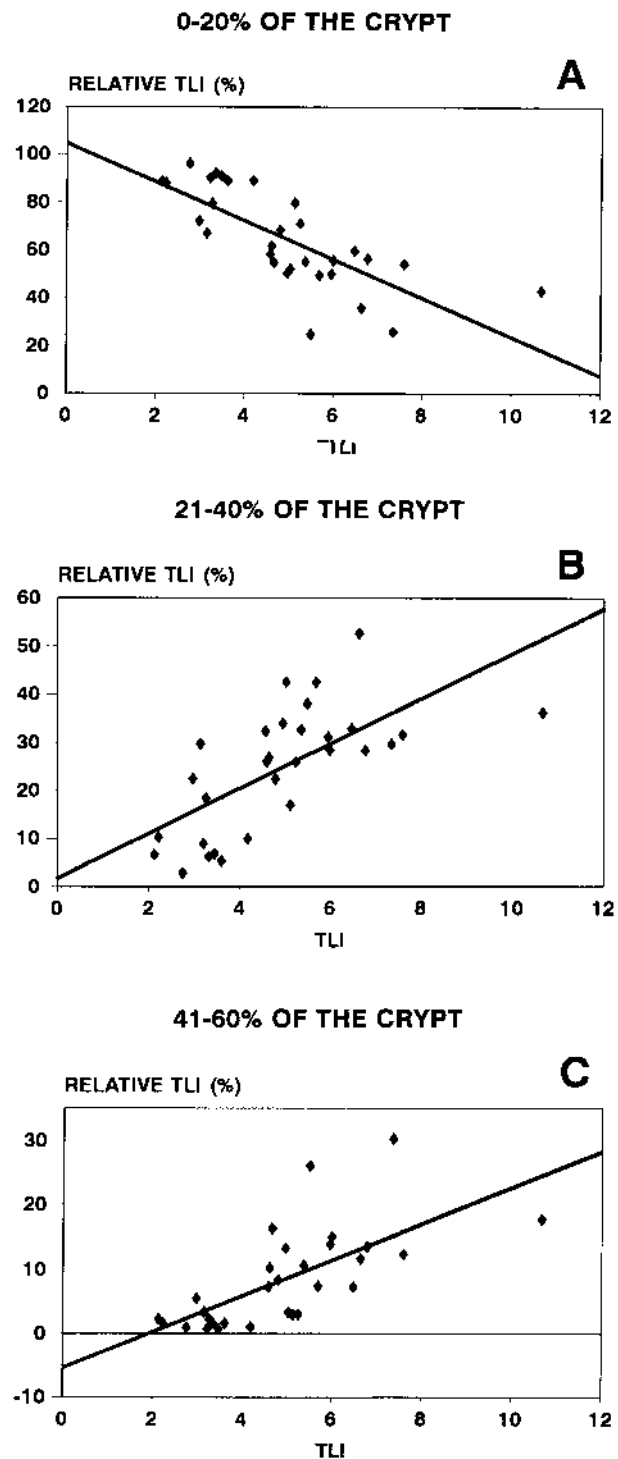 0-20% OF THE CRYPT
A
RELATIVE TLI (%)
120
100
80
60
40
20
0
0 2 4 6 8 10 12
21-40% OF THE CRYPT
B
RELATIVE TLI (%)
60
50
40
30
20
10
0
0 2 4 6 8 10 12
TLI
41-60% OF THE CRYPT
C
RELATIVE TLI (%)
30
20
10
0
-10
0 2 4 6 8 10 12
TLI